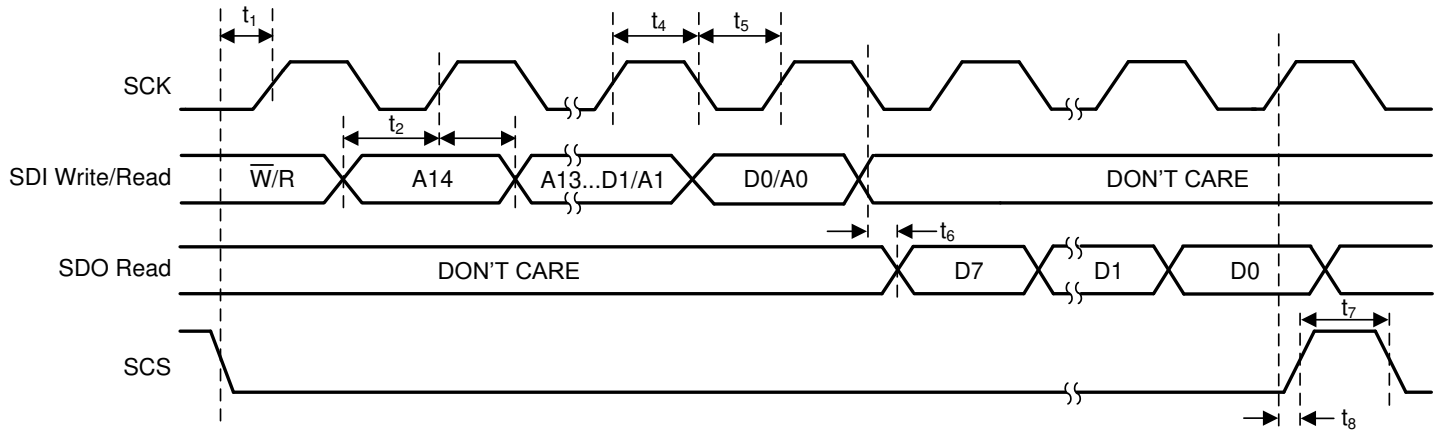 t1 t4 t5
SCK
t2
SDI Write/Read W/R A14 A13...D1/A1 D0/A0 DON'T CARE
t6
SDO Read DON'T CARE D7 D1 D0
t7
SCS
t8